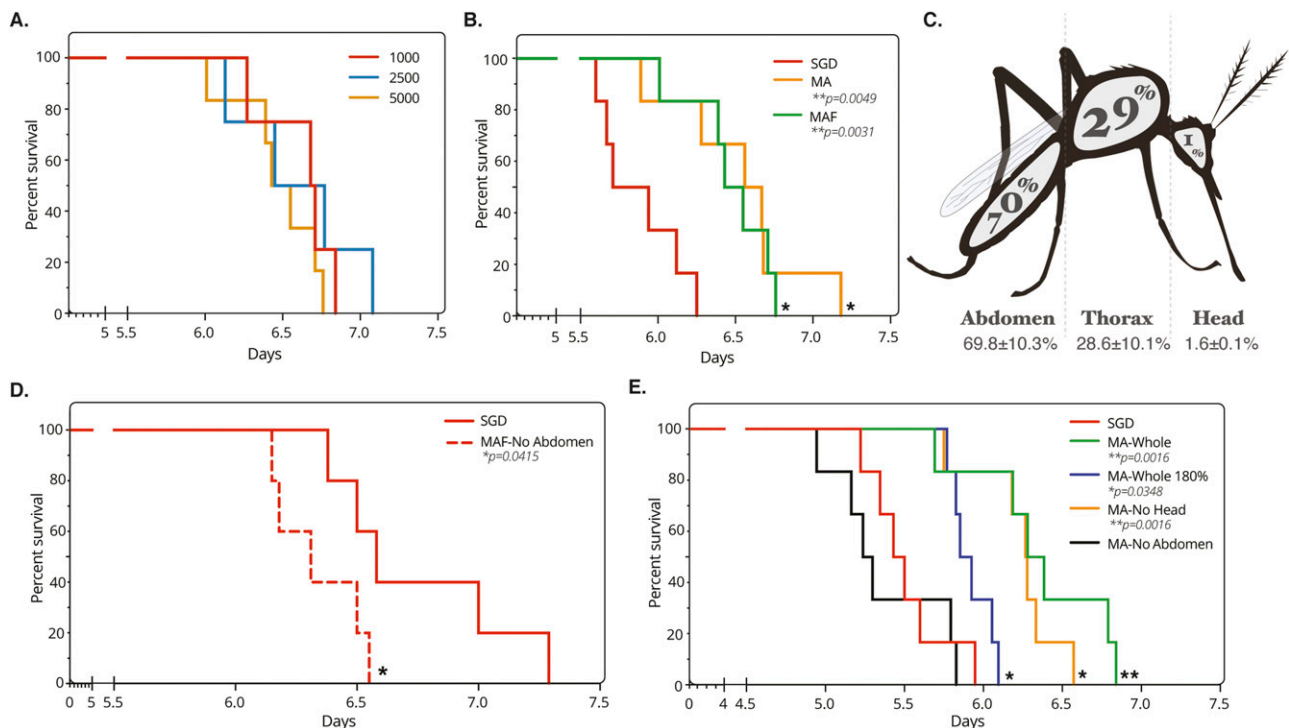 A.
100
80
60
40
20
0
Percent survival
5 5.5 6.0 6.5 7.0 7.5
Days
1000
2500
5000
B.
100
80
60
40
20
0
Percent survival
5 5.5 6.0 6.5 7.0 7.5
Days
SGD
MA
**p=0.0049
MAF
**p=0.0031
* *
C.
29%
1%
70%
Abdomen Thorax Head
69.8±10.3% 28.6±10.1% 1.6±0.1%
D.
100
80
60
40
20
0
Percent survival
0 5 5.5 6.0 6.5 7.0 7.5
Days
SGD
MAF-No Abdomen
*p=0.0415
*
E.
100
80
60
40
20
0
Percent survival
0 4 4.5 5.0 5.5 6.0 6.5 7.0 7.5
Days
SGD
MA-Whole
**p=0.0016
MA-Whole 180%
*p=0.0348
MA-No Head
**p=0.0016
MA-No Abdomen
* * **